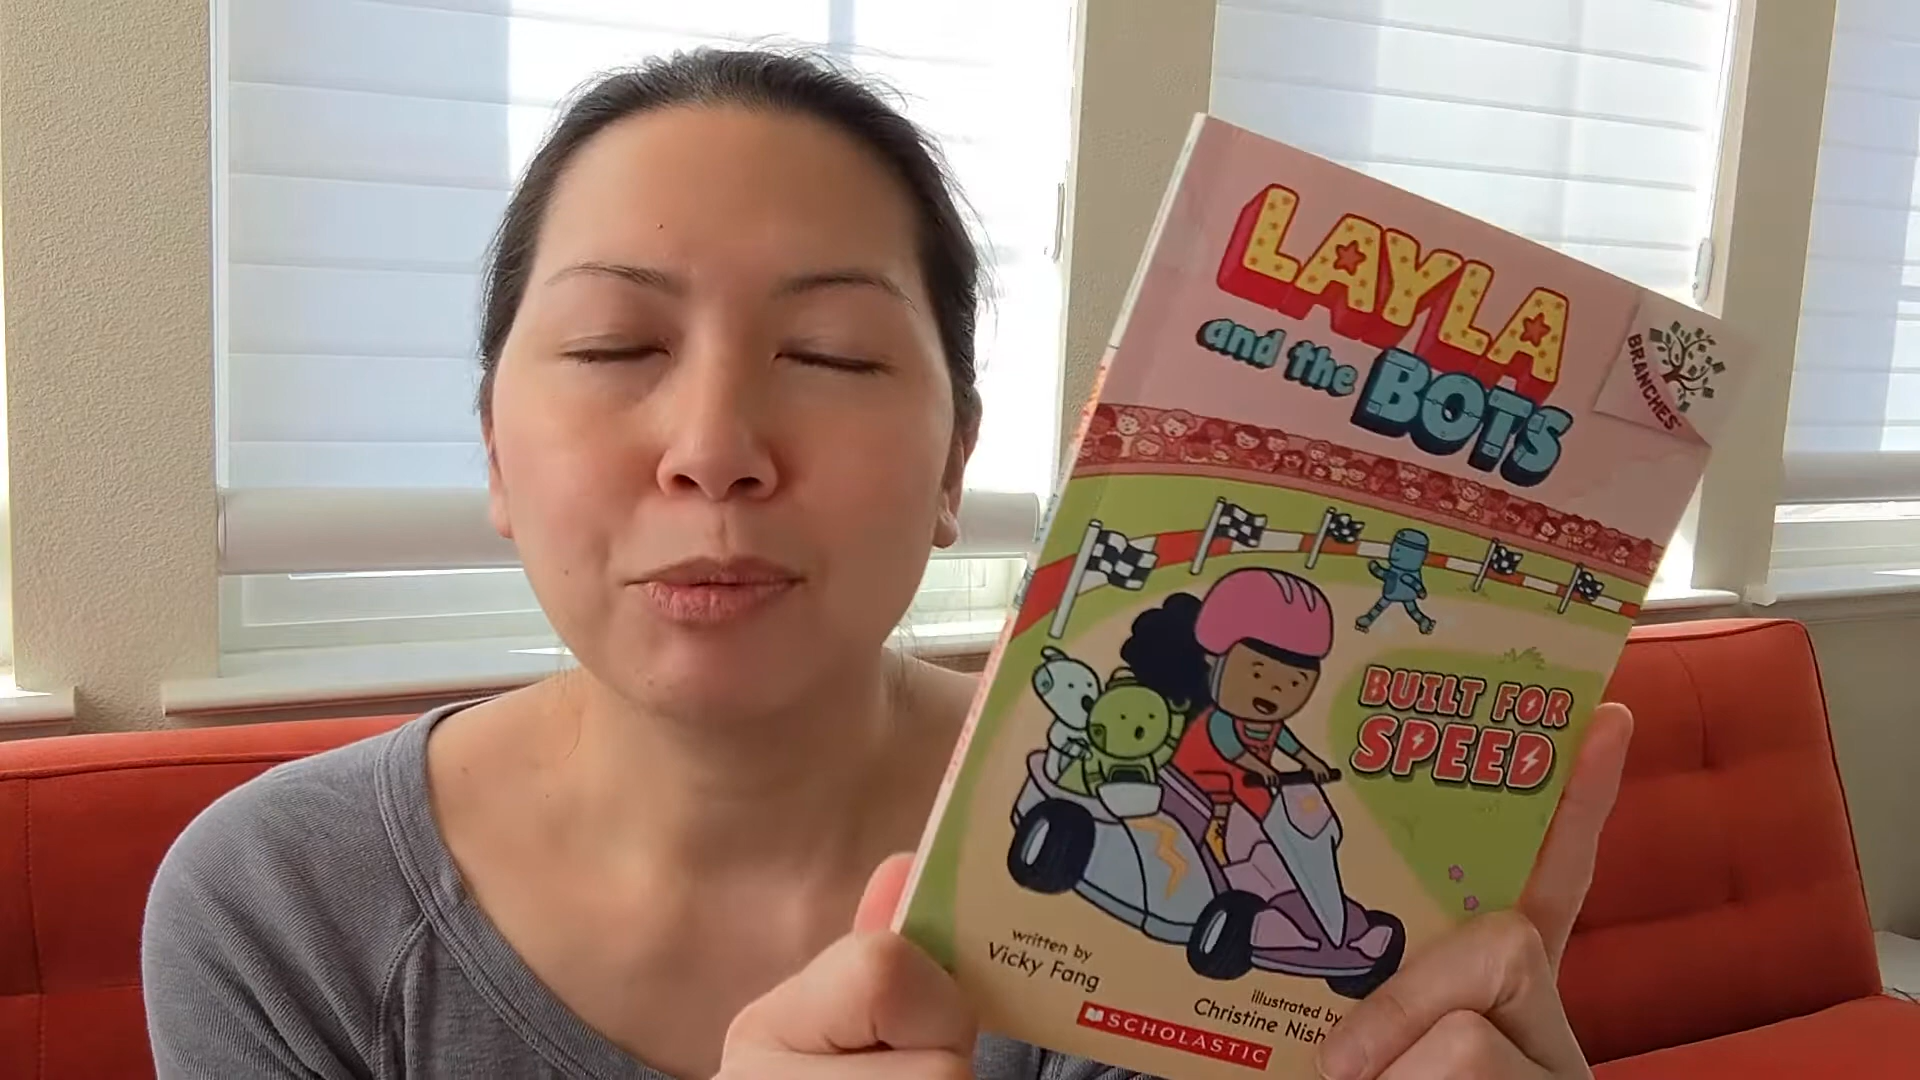 LAYLA
and the BOTS
BRANCHES
BUILT FOR
SPEED
written by
Vicky Fang
illustrated by
Christine Nish
SCHOLASTIC